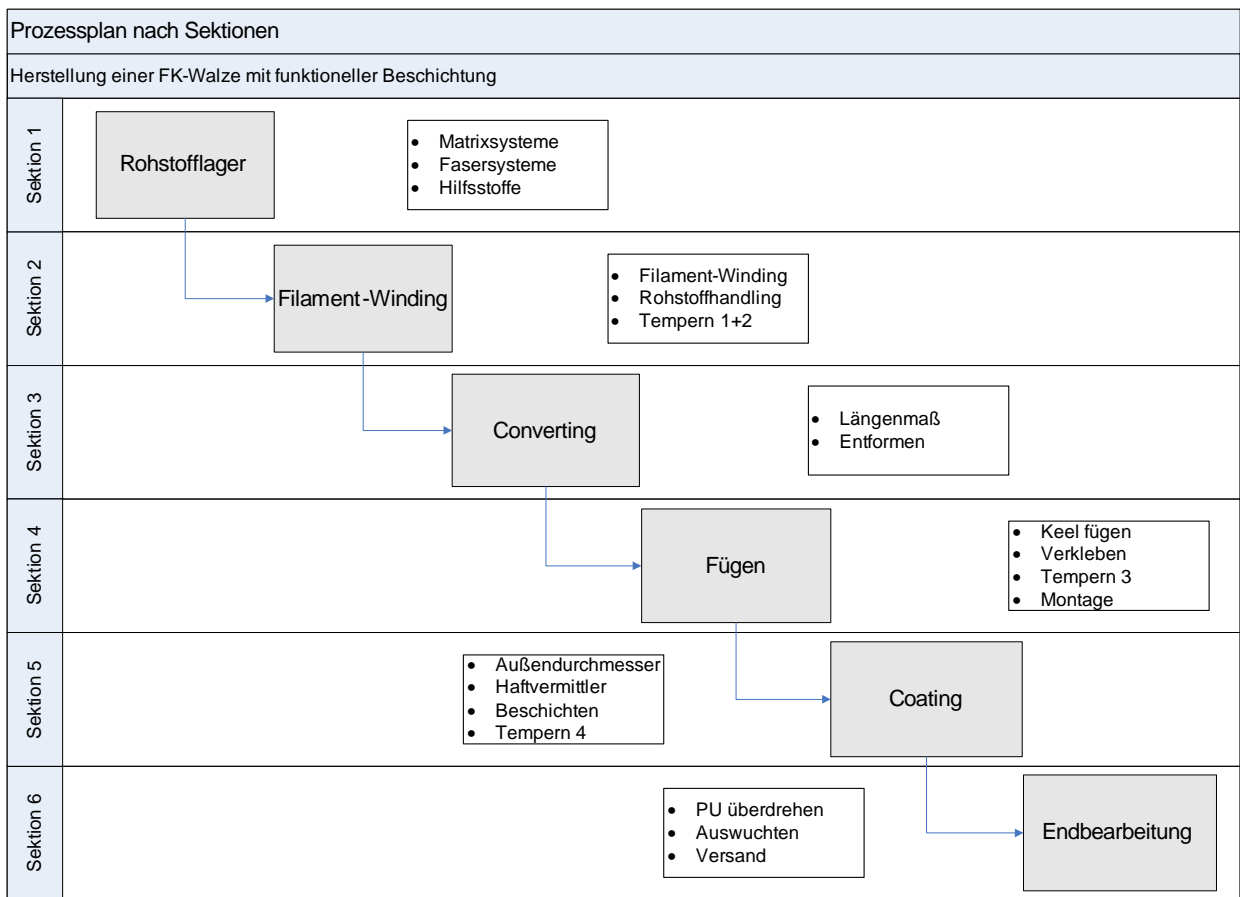 Prozessplan nach Sektionen
Herstellung einer FK-Walze mit funktioneller Beschichtung
Sektion 1
Rohstofflager
• Matrixsysteme
• Fasersysteme
• Hilfsstoffe
Sektion 2
Filament-Winding
• Filament-Winding
• Rohstoffhandling
• Tempern 1+2
Sektion 3
Converting
• Längenmaß
• Entformen
Sektion 4
Fügen
• Keel fügen
• Verkleben
• Tempern 3
• Montage
Sektion 5
• Außendurchmesser
• Haftvermittler
• Beschichten
• Tempern 4
Coating
Sektion 6
• PU überdrehen
• Auswuchten
• Versand
Endbearbeitung